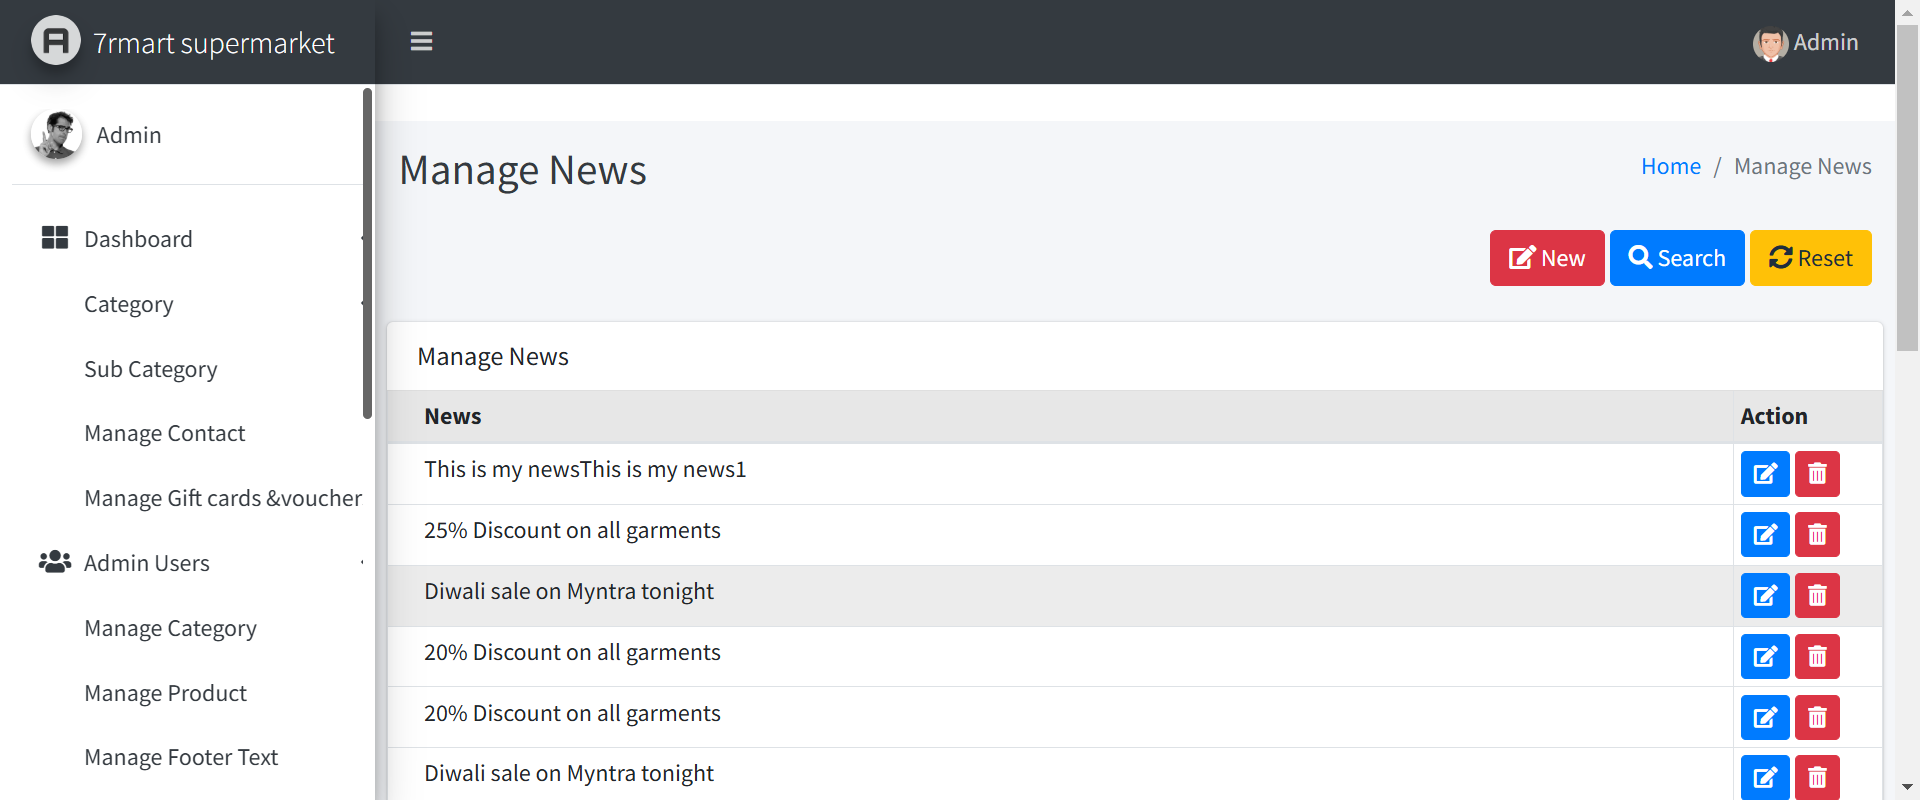 7rmart supermarket
Admin
Admin
Dashboard
Category
Sub Category
Manage Contact
Manage Gift cards &voucher
Admin Users
Manage Category
Manage Product
Manage Footer Text
Manage News
Home / Manage News
New Search Reset
Manage News
News Action
This is my newsThis is my news1
25% Discount on all garments
Diwali sale on Myntra tonight
20% Discount on all garments
20% Discount on all garments
Diwali sale on Myntra tonight